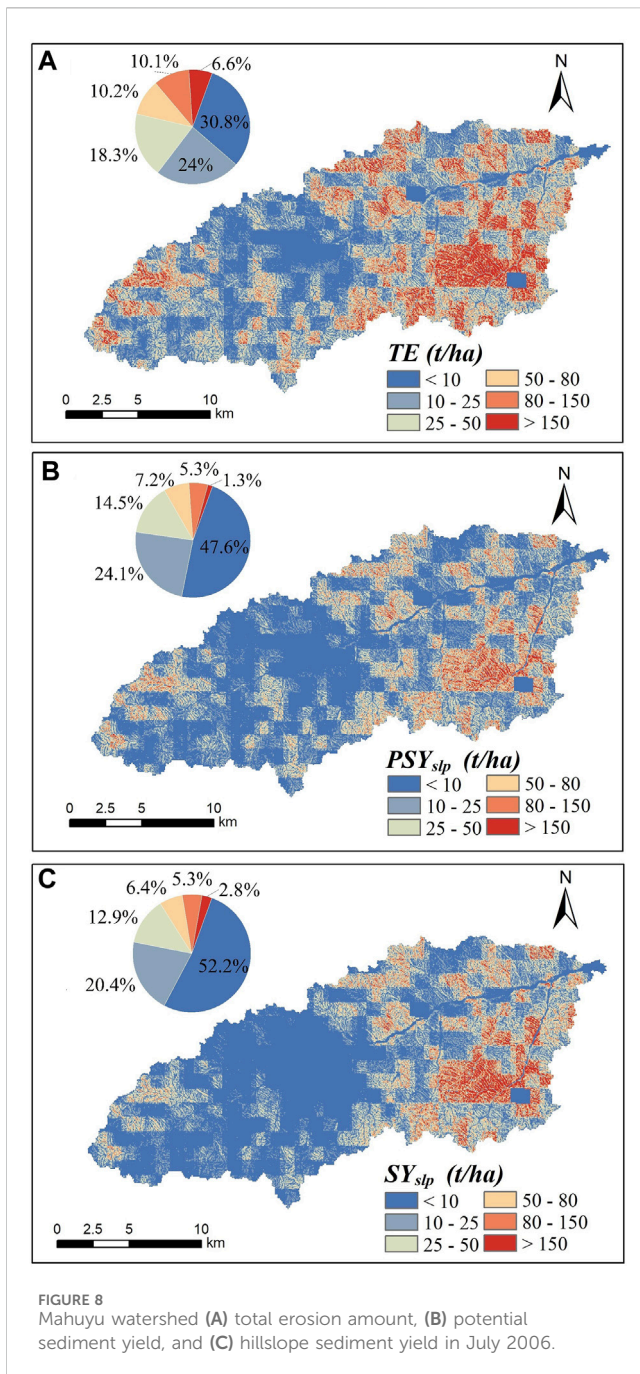 A
10.1%
6.6%
N
10.2%
30.8%
18.3%
24%
TE (t/ha)
< 10
50 - 80
10 - 25
80 - 150
25 - 50
> 150
0 2.5 5 10
km
B
5.3%
N
7.2%
1.3%
14.5%
47.6%
24.1%
PSYslp (t/ha)
< 10
50 - 80
10 - 25
80 - 150
25 - 50
> 150
0 2.5 5 10
km
C
5.3%
N
6.4%
2.8%
12.9%
52.2%
20.4%
SYslp (t/ha)
< 10
50 - 80
10 - 25
80 - 150
25 - 50
> 150
0 2.5 5 10
km
FIGURE 8
Mahuyu watershed (A) total erosion amount, (B) potential
sediment yield, and (C) hillslope sediment yield in July 2006.